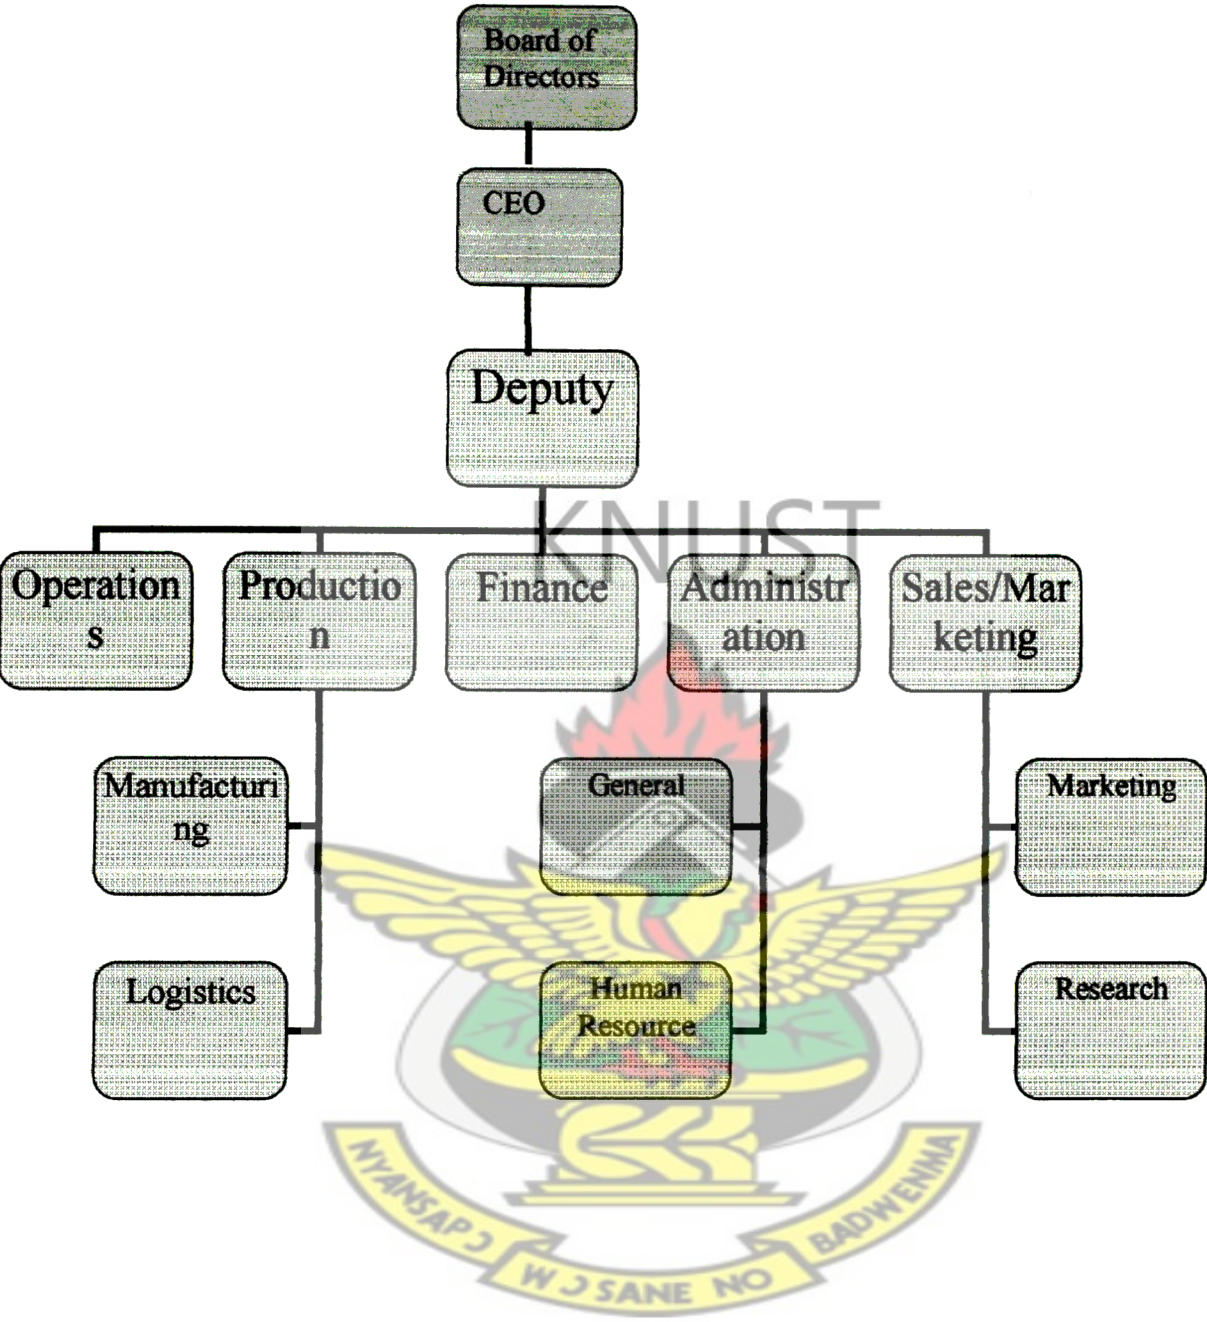 Board of
Directors
CEO
Deputy
KNUST
Operation
s
Productio
n
Finance
Administr
ation
Sales/Mar
keting
Manufacturi
ng
General
Marketing
Logistics
Human
Resource
Research
NYANSAPƆ
WƆSANE NO
BADWENMA